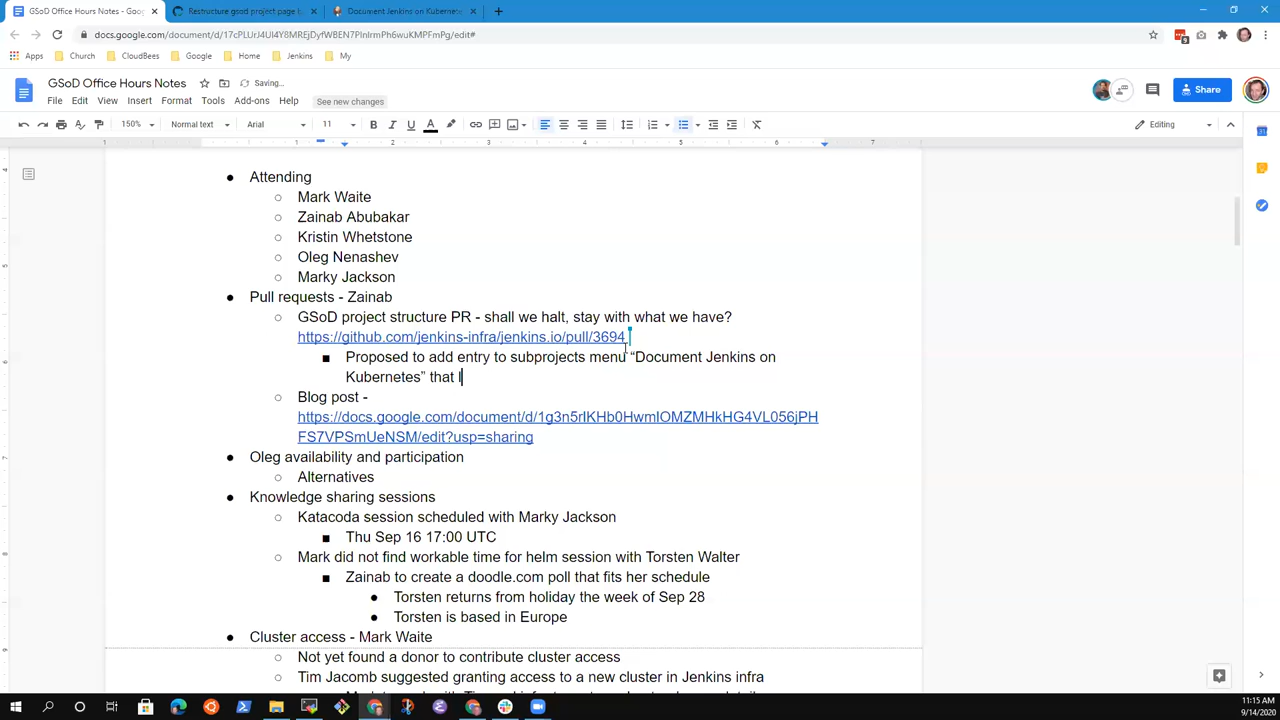 GSoD Office Hours Notes - Goo
Restructure gsod project page b
Document Jenkins on Kubernete
docs.google.com/document/d/17cPLUrJ4UI4Y8MREjDyfWBEN7PlnlrmPh6wuKMPFmPg/edit#
Apps Church CloudBees Google Home Jenkins My
GSoD Office Hours Notes Saving...
File Edit View Insert Format Tools Add-ons Help See new changes
Share
150% Normal text Arial 11 Editing
1 1 2 3 4 5 6 7
Attending
Mark Waite
Zainab Abubakar
Kristin Whetstone
Oleg Nenashev
Marky Jackson
Pull requests - Zainab
GSoD project structure PR - shall we halt, stay with what we have?
https://github.com/jenkins-infra/jenkins.io/pull/3694
Proposed to add entry to subprojects menu “Document Jenkins on
Kubernetes” that l
Blog post -
https://docs.google.com/document/d/1g3n5rIKHb0HwmIOMZMHkHG4VL056jPH
FS7VPSmUeNSM/edit?usp=sharing
Oleg availability and participation
Alternatives
Knowledge sharing sessions
Katacoda session scheduled with Marky Jackson
Thu Sep 16 17:00 UTC
Mark did not find workable time for helm session with Torsten Walter
Zainab to create a doodle.com poll that fits her schedule
Torsten returns from holiday the week of Sep 28
Torsten is based in Europe
Cluster access - Mark Waite
Not yet found a donor to contribute cluster access
Tim Jacomb suggested granting access to a new cluster in Jenkins infra
11:15 AM
9/14/2020